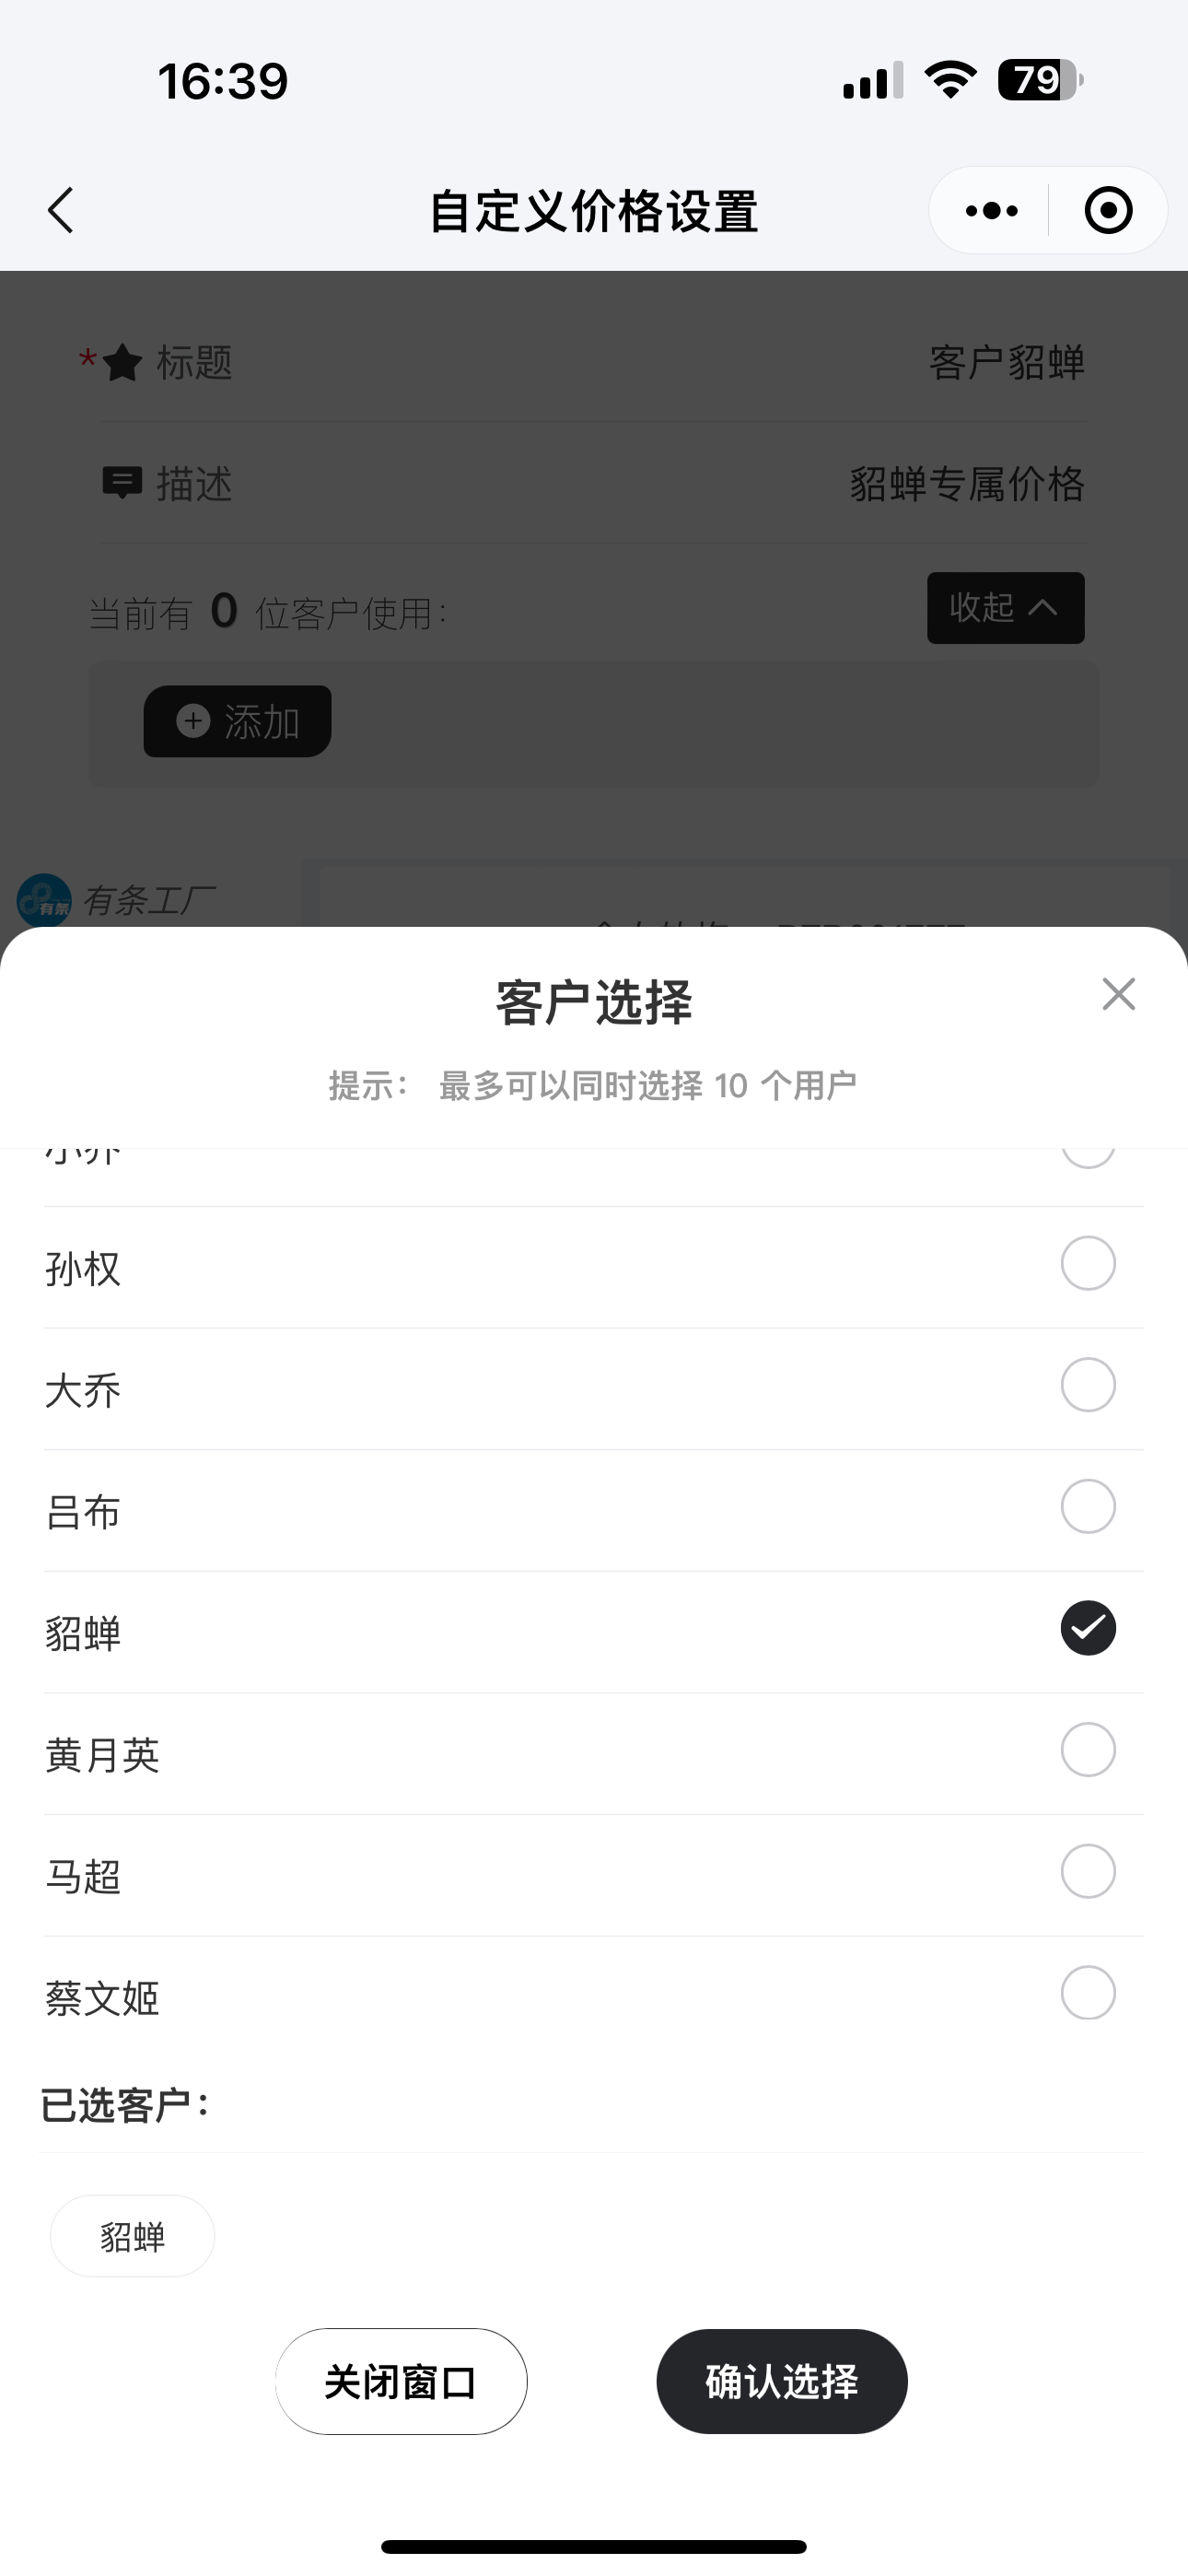 16:39
79
自定义价格设置
*标题 客户貂蝉
描述 貂蝉专属价格
当前有 0 位客户使用：
收起
添加
有条
有条工厂
客户选择
提示： 最多可以同时选择 10 个用户
小乔
孙权
大乔
吕布
貂蝉
黄月英
马超
蔡文姬
已选客户：
貂蝉
关闭窗口
确认选择